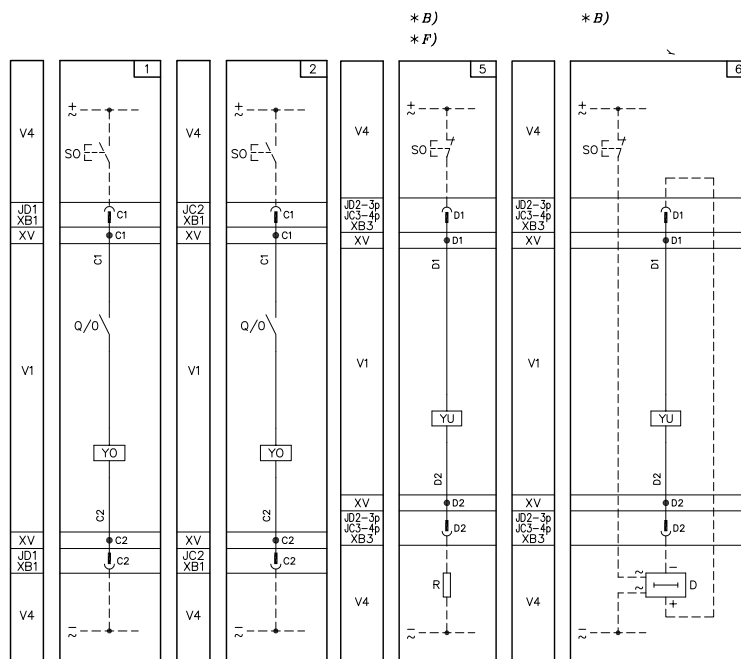 *B)
*B)
*F)
1
2
5
6
+
~
+
~
+
~
+
~
V4
V4
V4
V4
SO
SO
SO
SO
JD1
XB1
C1
JC2
XB1
C1
JD2-3p
JC3-4p
XB3
D1
JD2-3p
JC3-4p
XB3
D1
XV
C1
XV
C1
XV
D1
XV
D1
C1
C1
D1
D1
Q/O
Q/O
V1
V1
V1
V1
YU
YU
YO
YO
D2
D2
C2
C2
XV
D2
XV
D2
JD2-3p
JC3-4p
XB3
D2
JD2-3p
JC3-4p
XB3
D2
XV
C2
XV
C2
JD1
XB1
C2
JC2
XB1
C2
R
~
~
−
+
D
V4
V4
V4
V4
−
~
−
~
−
~
−
~